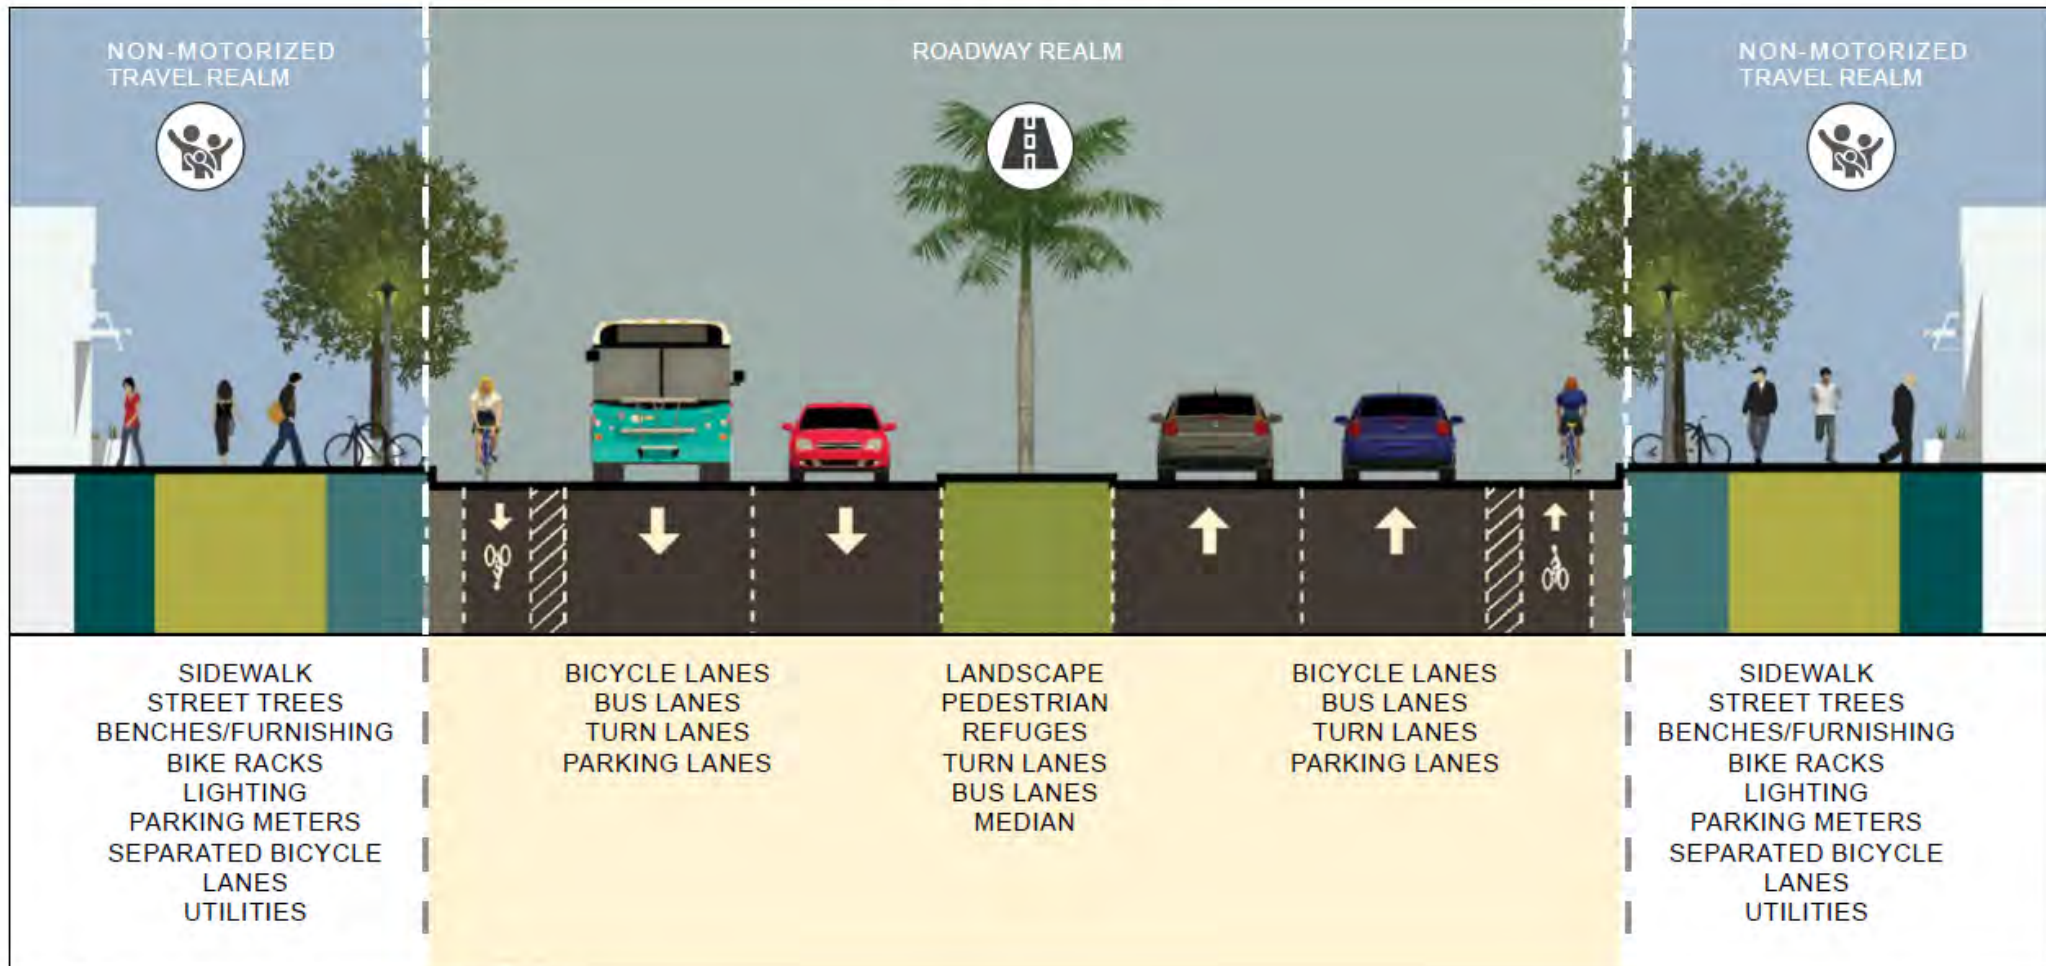 NON-MOTORIZED
TRAVEL REALM
ROADWAY REALM
NON-MOTORIZED
TRAVEL REALM
SIDEWALK
STREET TREES
BENCHES/FURNISHING
BIKE RACKS
LIGHTING
PARKING METERS
SEPARATED BICYCLE
LANES
UTILITIES
BICYCLE LANES
BUS LANES
TURN LANES
PARKING LANES
LANDSCAPE
PEDESTRIAN
REFUGES
TURN LANES
BUS LANES
MEDIAN
BICYCLE LANES
BUS LANES
TURN LANES
PARKING LANES
SIDEWALK
STREET TREES
BENCHES/FURNISHING
BIKE RACKS
LIGHTING
PARKING METERS
SEPARATED BICYCLE
LANES
UTILITIES